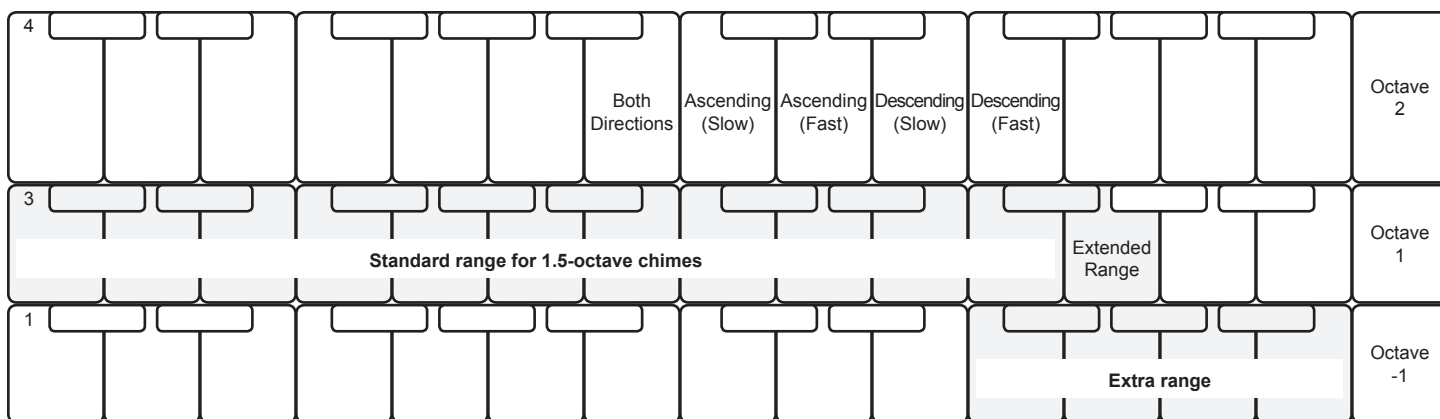 4
Both
Directions
Ascending
(Slow)
Ascending
(Fast)
Descending
(Slow)
Descending
(Fast)
Octave
2
3
Standard range for 1.5-octave chimes
Extended
Range
Octave
1
1
Extra range
Octave
-1